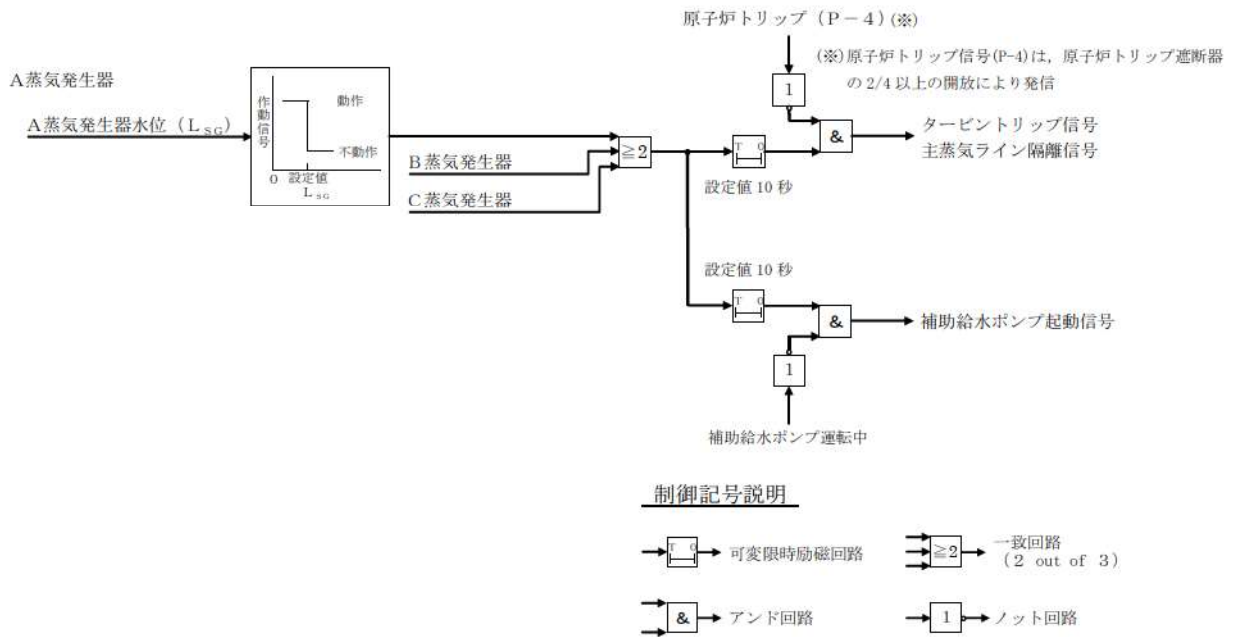 原子炉トリップ（Ｐ－４）(※)
(※)原子炉トリップ信号(P-4)は，原子炉トリップ遮断器
の 2/4 以上の開放により発信
Ａ蒸気発生器
Ａ蒸気発生器水位（ＬSG）
作動信号
動作
不動作
0
設定値
ＬSG
Ｂ蒸気発生器
Ｃ蒸気発生器
≧2
T 0
設定値 10 秒
1
&
タービントリップ信号
主蒸気ライン隔離信号
設定値 10 秒
T 0
&
補助給水ポンプ起動信号
1
補助給水ポンプ運転中
制御記号説明
T 0
可変限時励磁回路
≧2
一致回路
（2 out of 3）
&
アンド回路
1
ノット回路